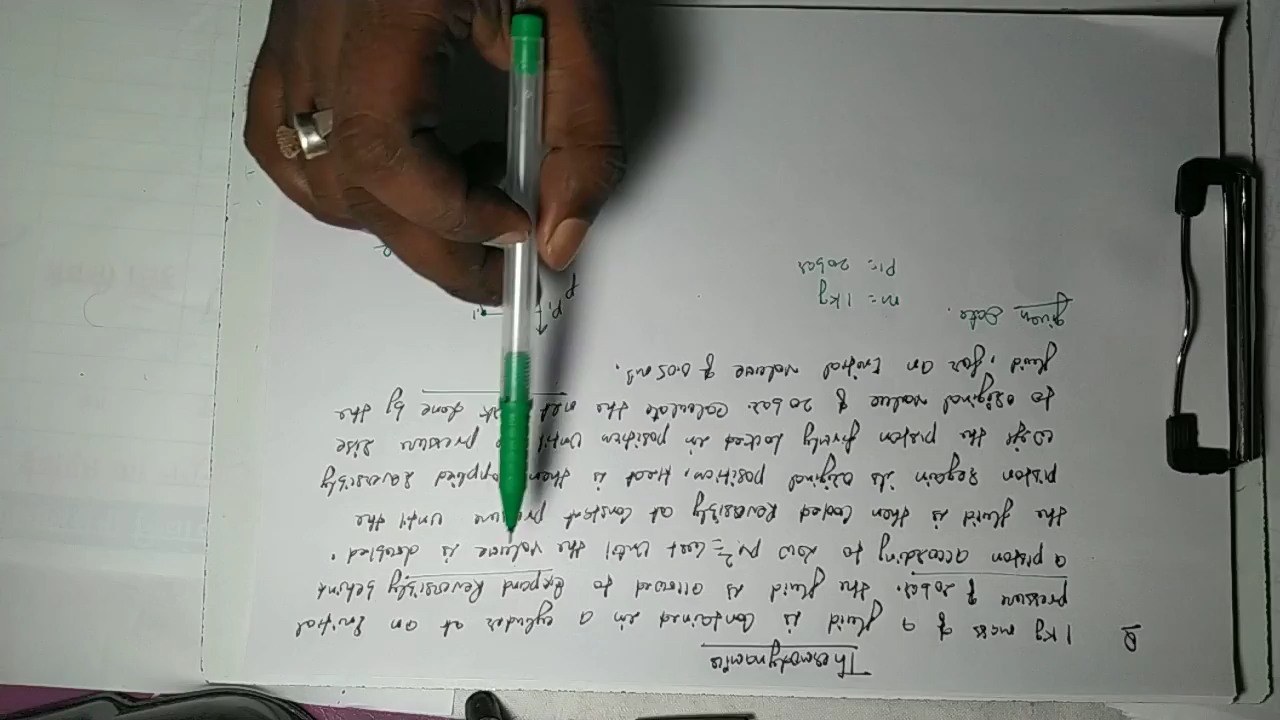 Thermodynamics
Q 1 Kg mass of a fluid is Contained in a cylinder at an Initial
pressure of 20 bar. the fluid is allowed to Expand Reversibly behind
a piston according to law pv² = const until the volume is doubled.
the fluid is then Cooled Reversibly at Constant pressure until the
piston regain its original position, Heat is then applied reversibly
with the piston firmly Locked in position until pressure rise
to original value of 20 bar Calculate the net done by the
fluid, for an Initial volume of 0.05 m³.
given Data.
m = 1 kg
P1 = 20 bar
P
P1